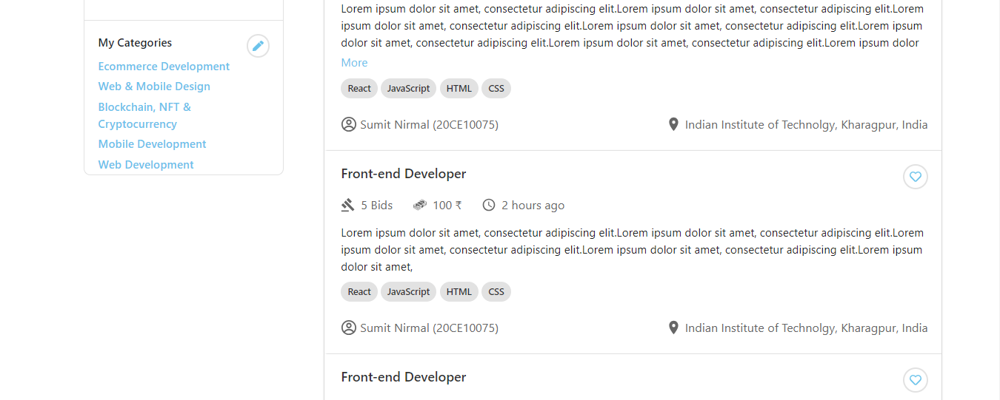 My Categories
Ecommerce Development
Web & Mobile Design
Blockchain, NFT &
Cryptocurrency
Mobile Development
Web Development
Lorem ipsum dolor sit amet, consectetur adipiscing elit.Lorem ipsum dolor sit amet, consectetur adipiscing elit.Lorem
ipsum dolor sit amet, consectetur adipiscing elit.Lorem ipsum dolor sit amet, consectetur adipiscing elit.Lorem ipsum
dolor sit amet, consectetur adipiscing elit.Lorem ipsum dolor sit amet, consectetur adipiscing elit.Lorem ipsum dolor
More
React JavaScript HTML CSS
Sumit Nirmal (20CE10075) Indian Institute of Technolgy, Kharagpur, India
Front-end Developer
5 Bids 100 ₹ 2 hours ago
Lorem ipsum dolor sit amet, consectetur adipiscing elit.Lorem ipsum dolor sit amet, consectetur adipiscing elit.Lorem
ipsum dolor sit amet, consectetur adipiscing elit.Lorem ipsum dolor sit amet, consectetur adipiscing elit.Lorem ipsum
dolor sit amet,
React JavaScript HTML CSS
Sumit Nirmal (20CE10075) Indian Institute of Technolgy, Kharagpur, India
Front-end Developer